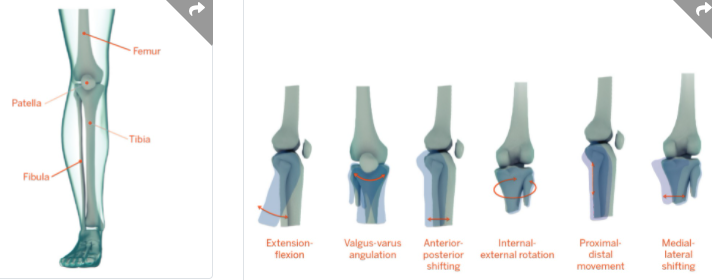 Femur
Patella
Tibia
Fibula
Extension-
flexion
Valgus-varus
angulation
Anterior-
posterior
shifting
Internal-
external rotation
Proximal-
distal
movement
Medial-
lateral
shifting